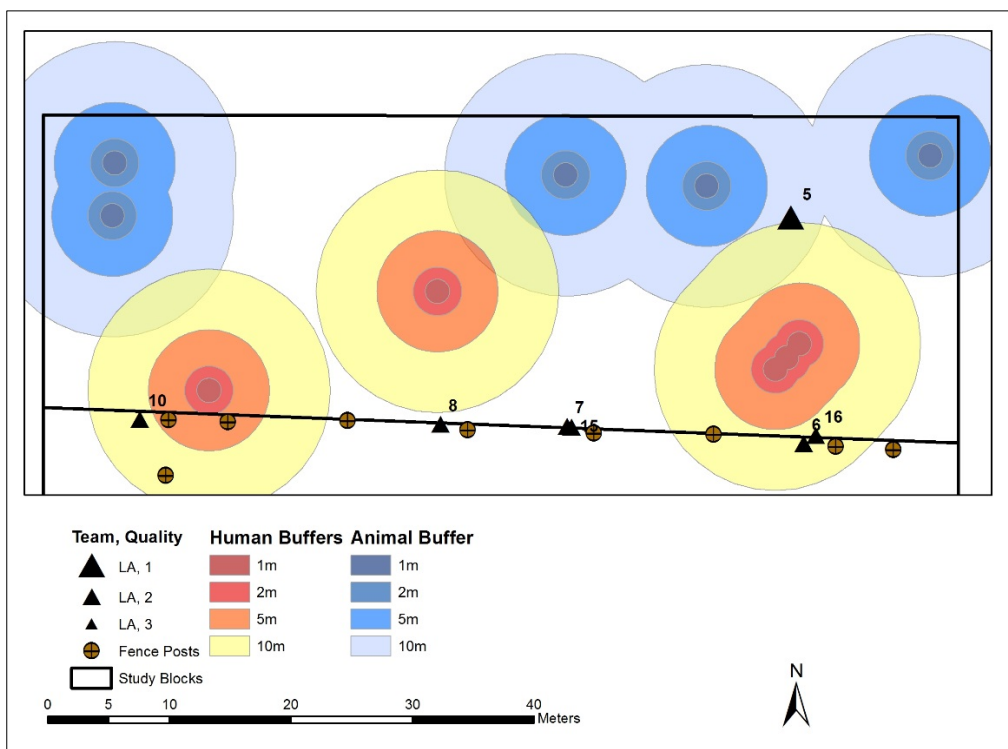 5
10
8
7
15
16
6
Team, Quality
LA, 1
LA, 2
LA, 3
Fence Posts
Study Blocks
Human Buffers
1m
2m
5m
10m
Animal Buffer
1m
2m
5m
10m
0 5 10 20 30 40
Meters
N